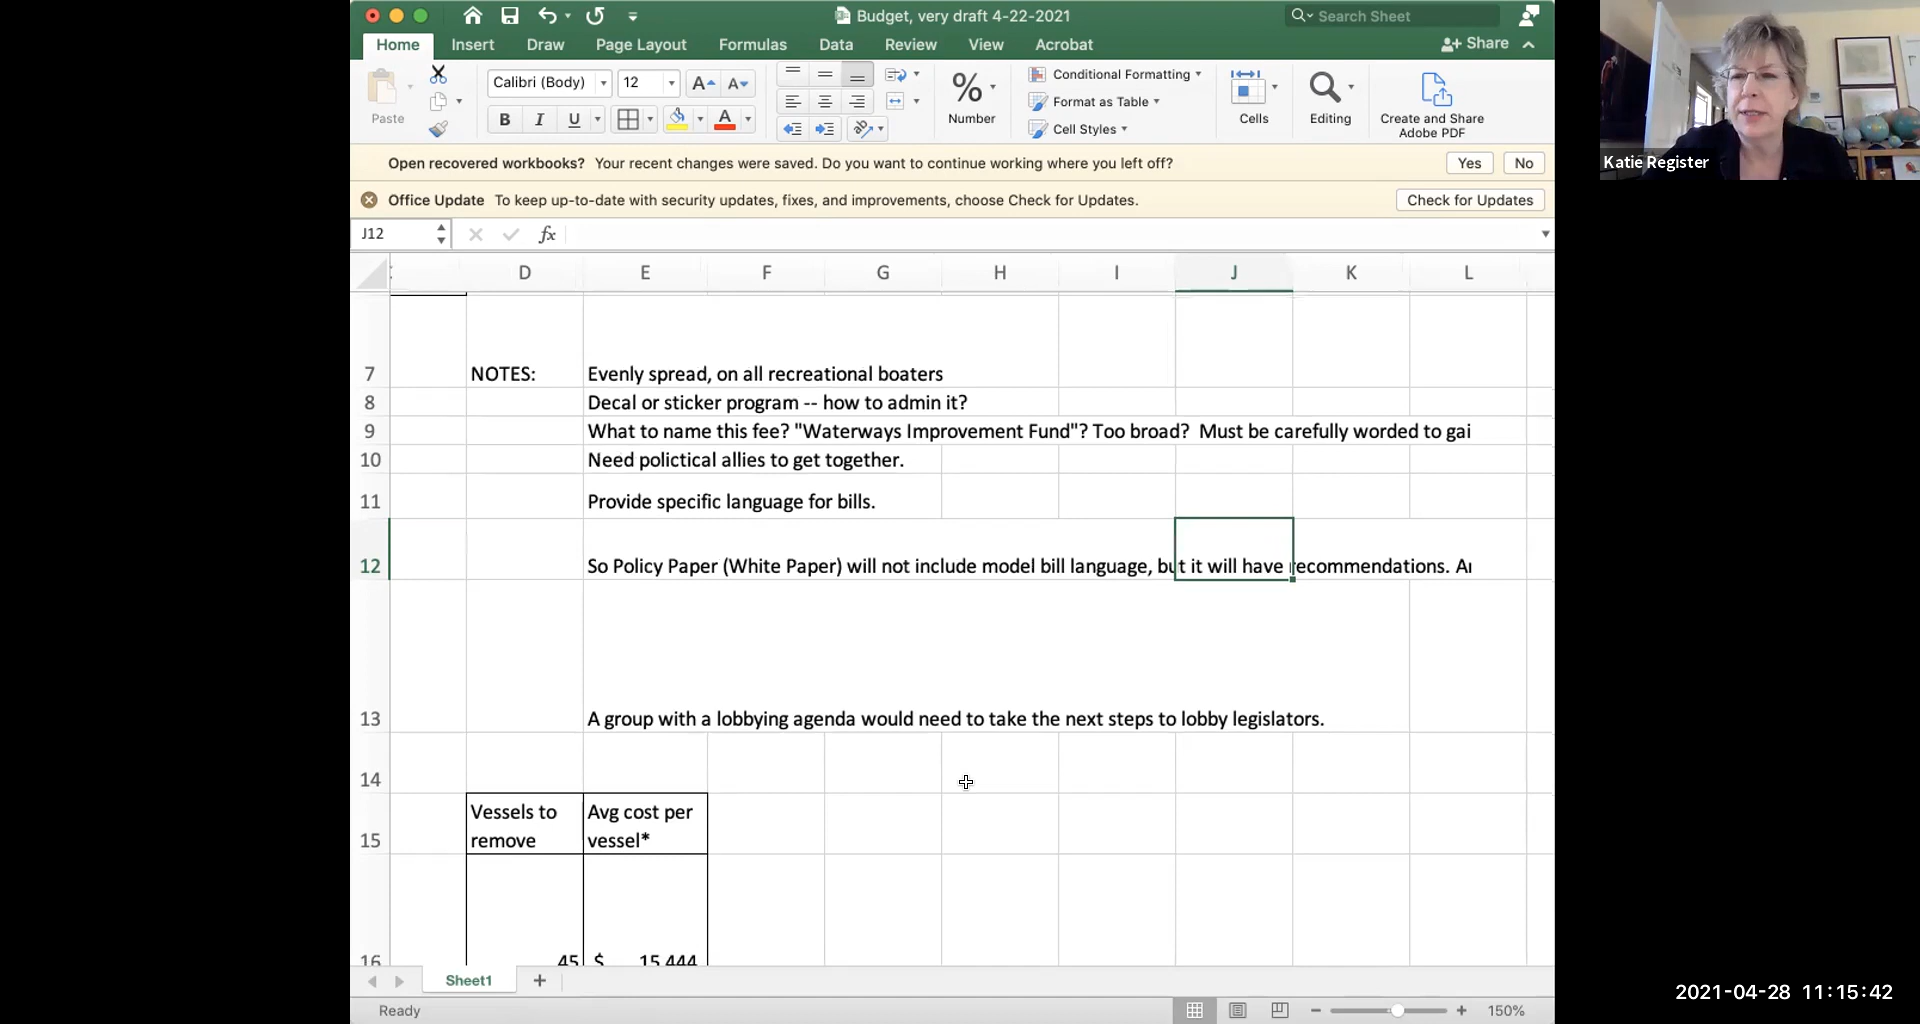 Budget, very draft 4-22-2021
Search Sheet
Home Insert Draw Page Layout Formulas Data Review View Acrobat
Share
Paste
Calibri (Body) 12
B I U
Number
Conditional Formatting
Format as Table
Cell Styles
Cells
Editing
Create and Share
Adobe PDF
Open recovered workbooks? Your recent changes were saved. Do you want to continue working where you left off?
Yes
No
Office Update To keep up-to-date with security updates, fixes, and improvements, choose Check for Updates.
Check for Updates
J12
fx
D E F G H I J K L
7 NOTES: Evenly spread, on all recreational boaters
8 Decal or sticker program -- how to admin it?
9 What to name this fee? "Waterways Improvement Fund"? Too broad? Must be carefully worded to gai
10 Need polictical allies to get together.
11 Provide specific language for bills.
12 So Policy Paper (White Paper) will not include model bill language, but it will have recommendations.
13 A group with a lobbying agenda would need to take the next steps to lobby legislators.
14
15 Vessels to remove Avg cost per vessel*
16 45 $ 15,444
Sheet1
Ready
150%
Katie Register
2021-04-28 11:15:42